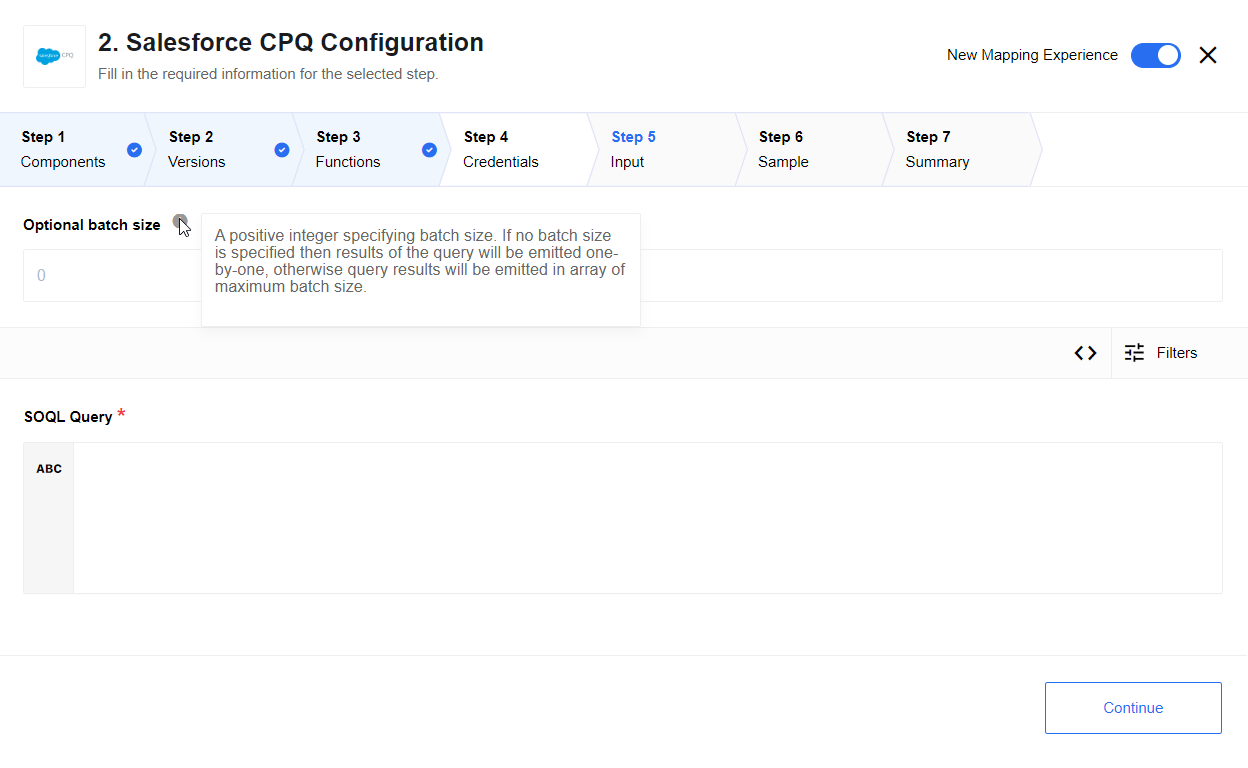 salesforce CPQ
2. Salesforce CPQ Configuration
Fill in the required information for the selected step.
New Mapping Experience
Step 1
Components
Step 2
Versions
Step 3
Functions
Step 4
Credentials
Step 5
Input
Step 6
Sample
Step 7
Summary
Optional batch size
A positive integer specifying batch size. If no batch size
is specified then results of the query will be emitted one-
by-one, otherwise query results will be emitted in array of
maximum batch size.
0
<> Filters
SOQL Query *
ABC
Continue